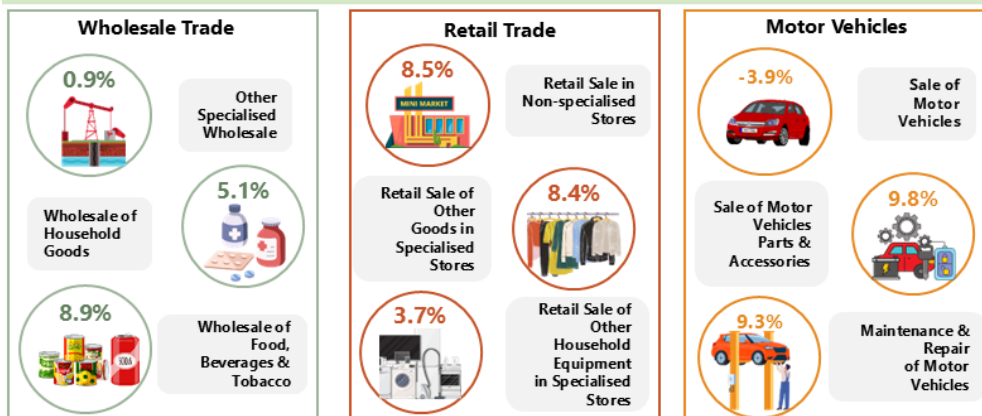 Wholesale Trade
0.9%
Other
Specialised
Wholesale
5.1%
Wholesale of
Household
Goods
8.9%
SODA
Wholesale of
Food,
Beverages &
Tobacco
Retail Trade
8.5%
MINI MARKET
Retail Sale in
Non-specialised
Stores
Retail Sale of
Other
Goods in
Specialised
Stores
8.4%
3.7%
Retail Sale of
Other
Household
Equipment
in Specialised
Stores
Motor Vehicles
-3.9%
Sale of
Motor
Vehicles
Sale of Motor
Vehicles
Parts &
Accessories
9.8%
9.3%
Maintenance &
Repair
of Motor
Vehicles